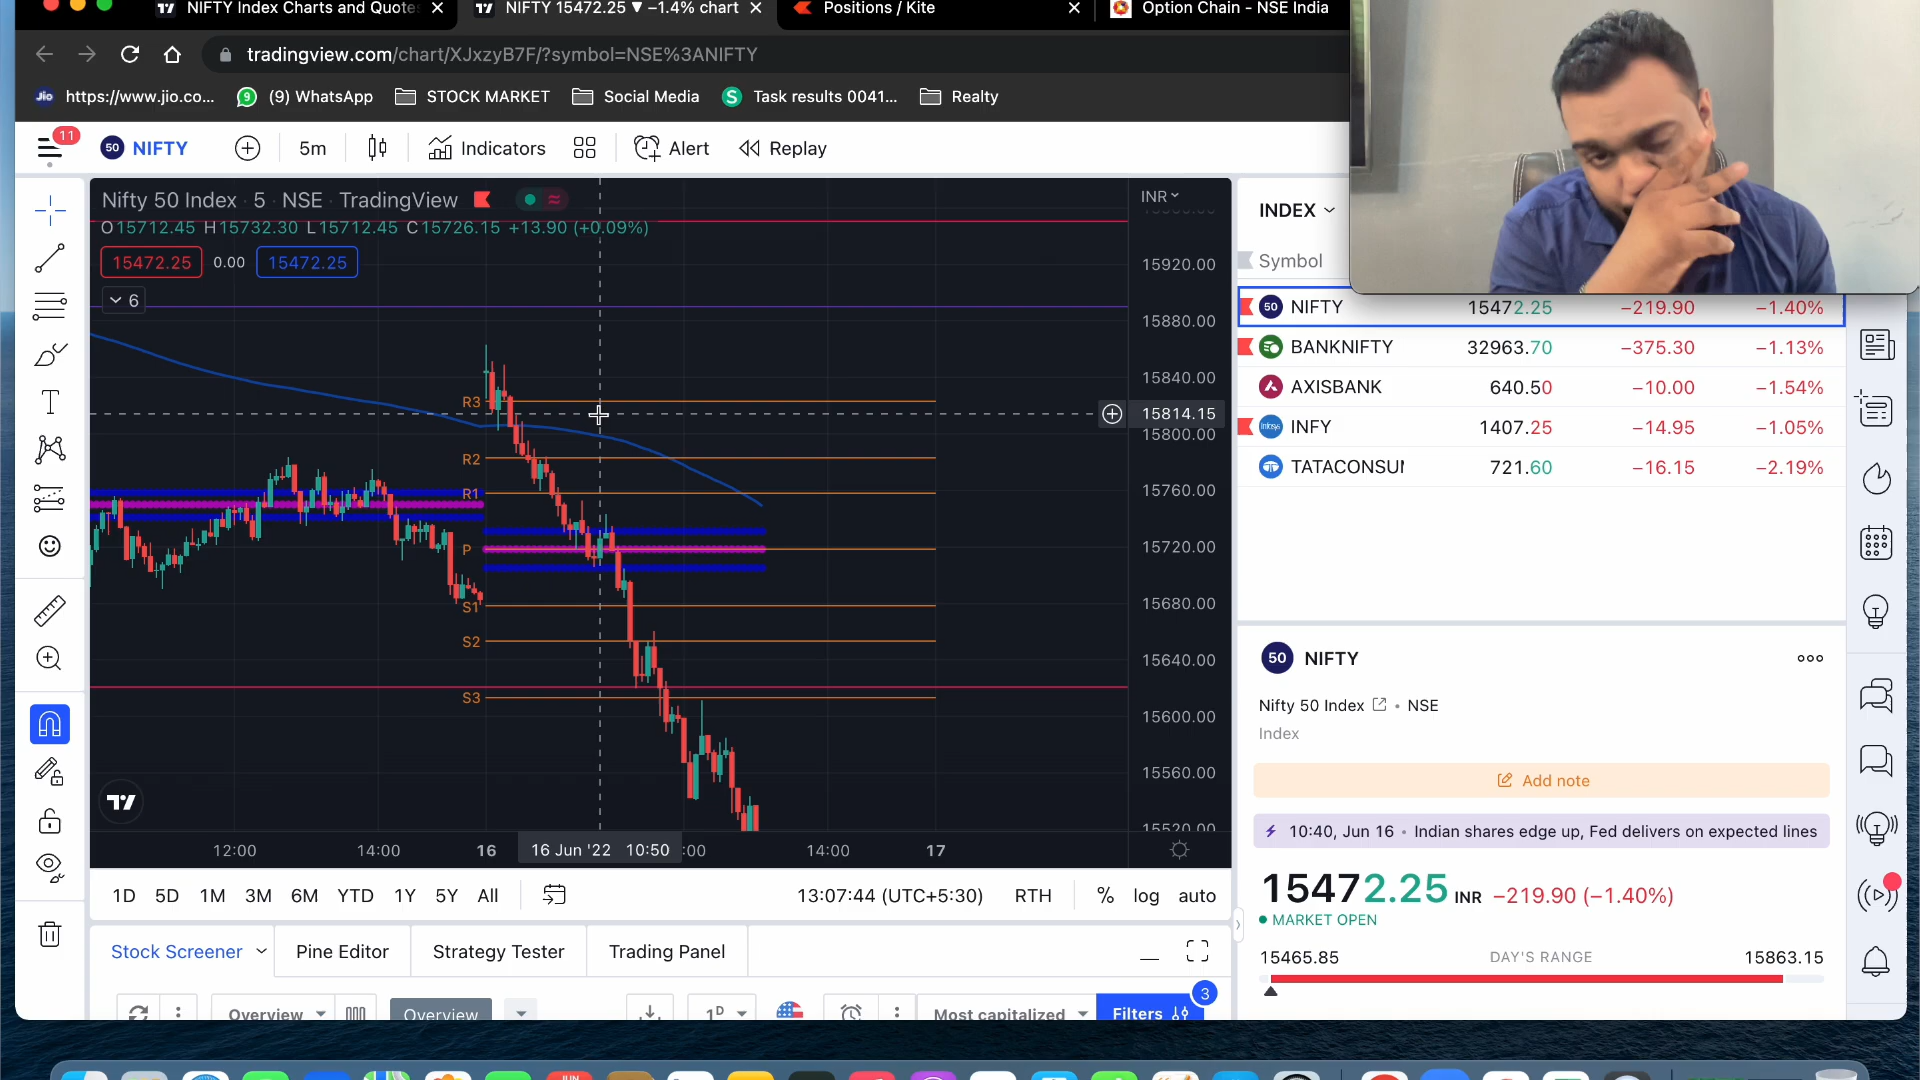 NIFTY Index Charts and Quote
NIFTY 15472.25 ▼ −1.4% chart
Positions / Kite
Option Chain - NSE India
tradingview.com/chart/XJxzyB7F/?symbol=NSE%3ANIFTY
Jio https://www.jio.co...
(9) WhatsApp
STOCK MARKET
Social Media
S Task results 0041...
Realty
11
50 NIFTY
5m
Indicators
Alert
Replay
Nifty 50 Index · 5 · NSE · TradingView
O15712.45 H15732.30 L15712.45 C15726.15 +13.90 (+0.09%)
15472.25 0.00 15472.25
6
INR
15920.00
15880.00
15840.00
15814.15
15800.00
15760.00
15720.00
15680.00
15640.00
15600.00
15560.00
15520.00
R3
R2
R1
P
S1
S2
S3
12:00 14:00 16 16 Jun '22 10:50 :00 14:00 17
1D 5D 1M 3M 6M YTD 1Y 5Y All
13:07:44 (UTC+5:30) RTH % log auto
Stock Screener
Pine Editor
Strategy Tester
Trading Panel
Overview
Overview
1D
Most capitalized
Filters
3
INDEX
Symbol
50 NIFTY 15472.25 −219.90 −1.40%
BANKNIFTY 32963.70 −375.30 −1.13%
AXISBANK 640.50 −10.00 −1.54%
INFY 1407.25 −14.95 −1.05%
TATACONSUM 721.60 −16.15 −2.19%
50 NIFTY
Nifty 50 Index • NSE
Index
Add note
10:40, Jun 16 • Indian shares edge up, Fed delivers on expected lines
15472.25 INR −219.90 (−1.40%)
MARKET OPEN
15465.85 DAY'S RANGE 15863.15
JUN